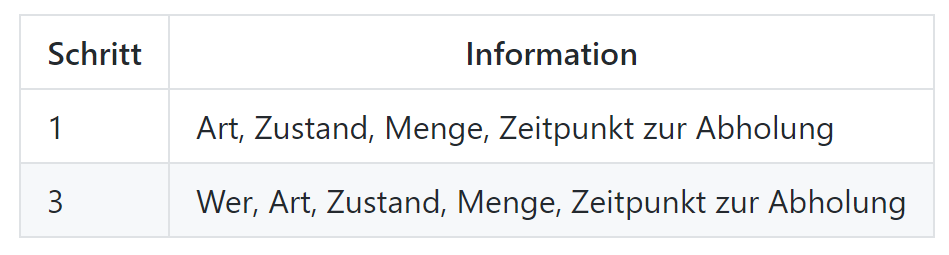 Schritt Information
1 Art, Zustand, Menge, Zeitpunkt zur Abholung
3 Wer, Art, Zustand, Menge, Zeitpunkt zur Abholung